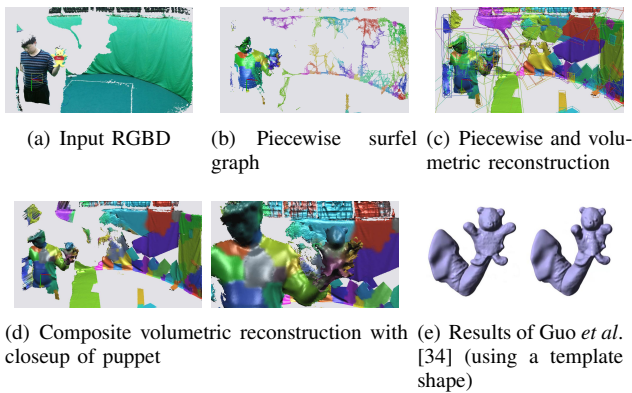 (a) Input RGBD
(b) Piecewise surfel
graph
(c) Piecewise and volu-
metric reconstruction
(d) Composite volumetric reconstruction with
closeup of puppet
(e) Results of Guo et al.
[34] (using a template
shape)